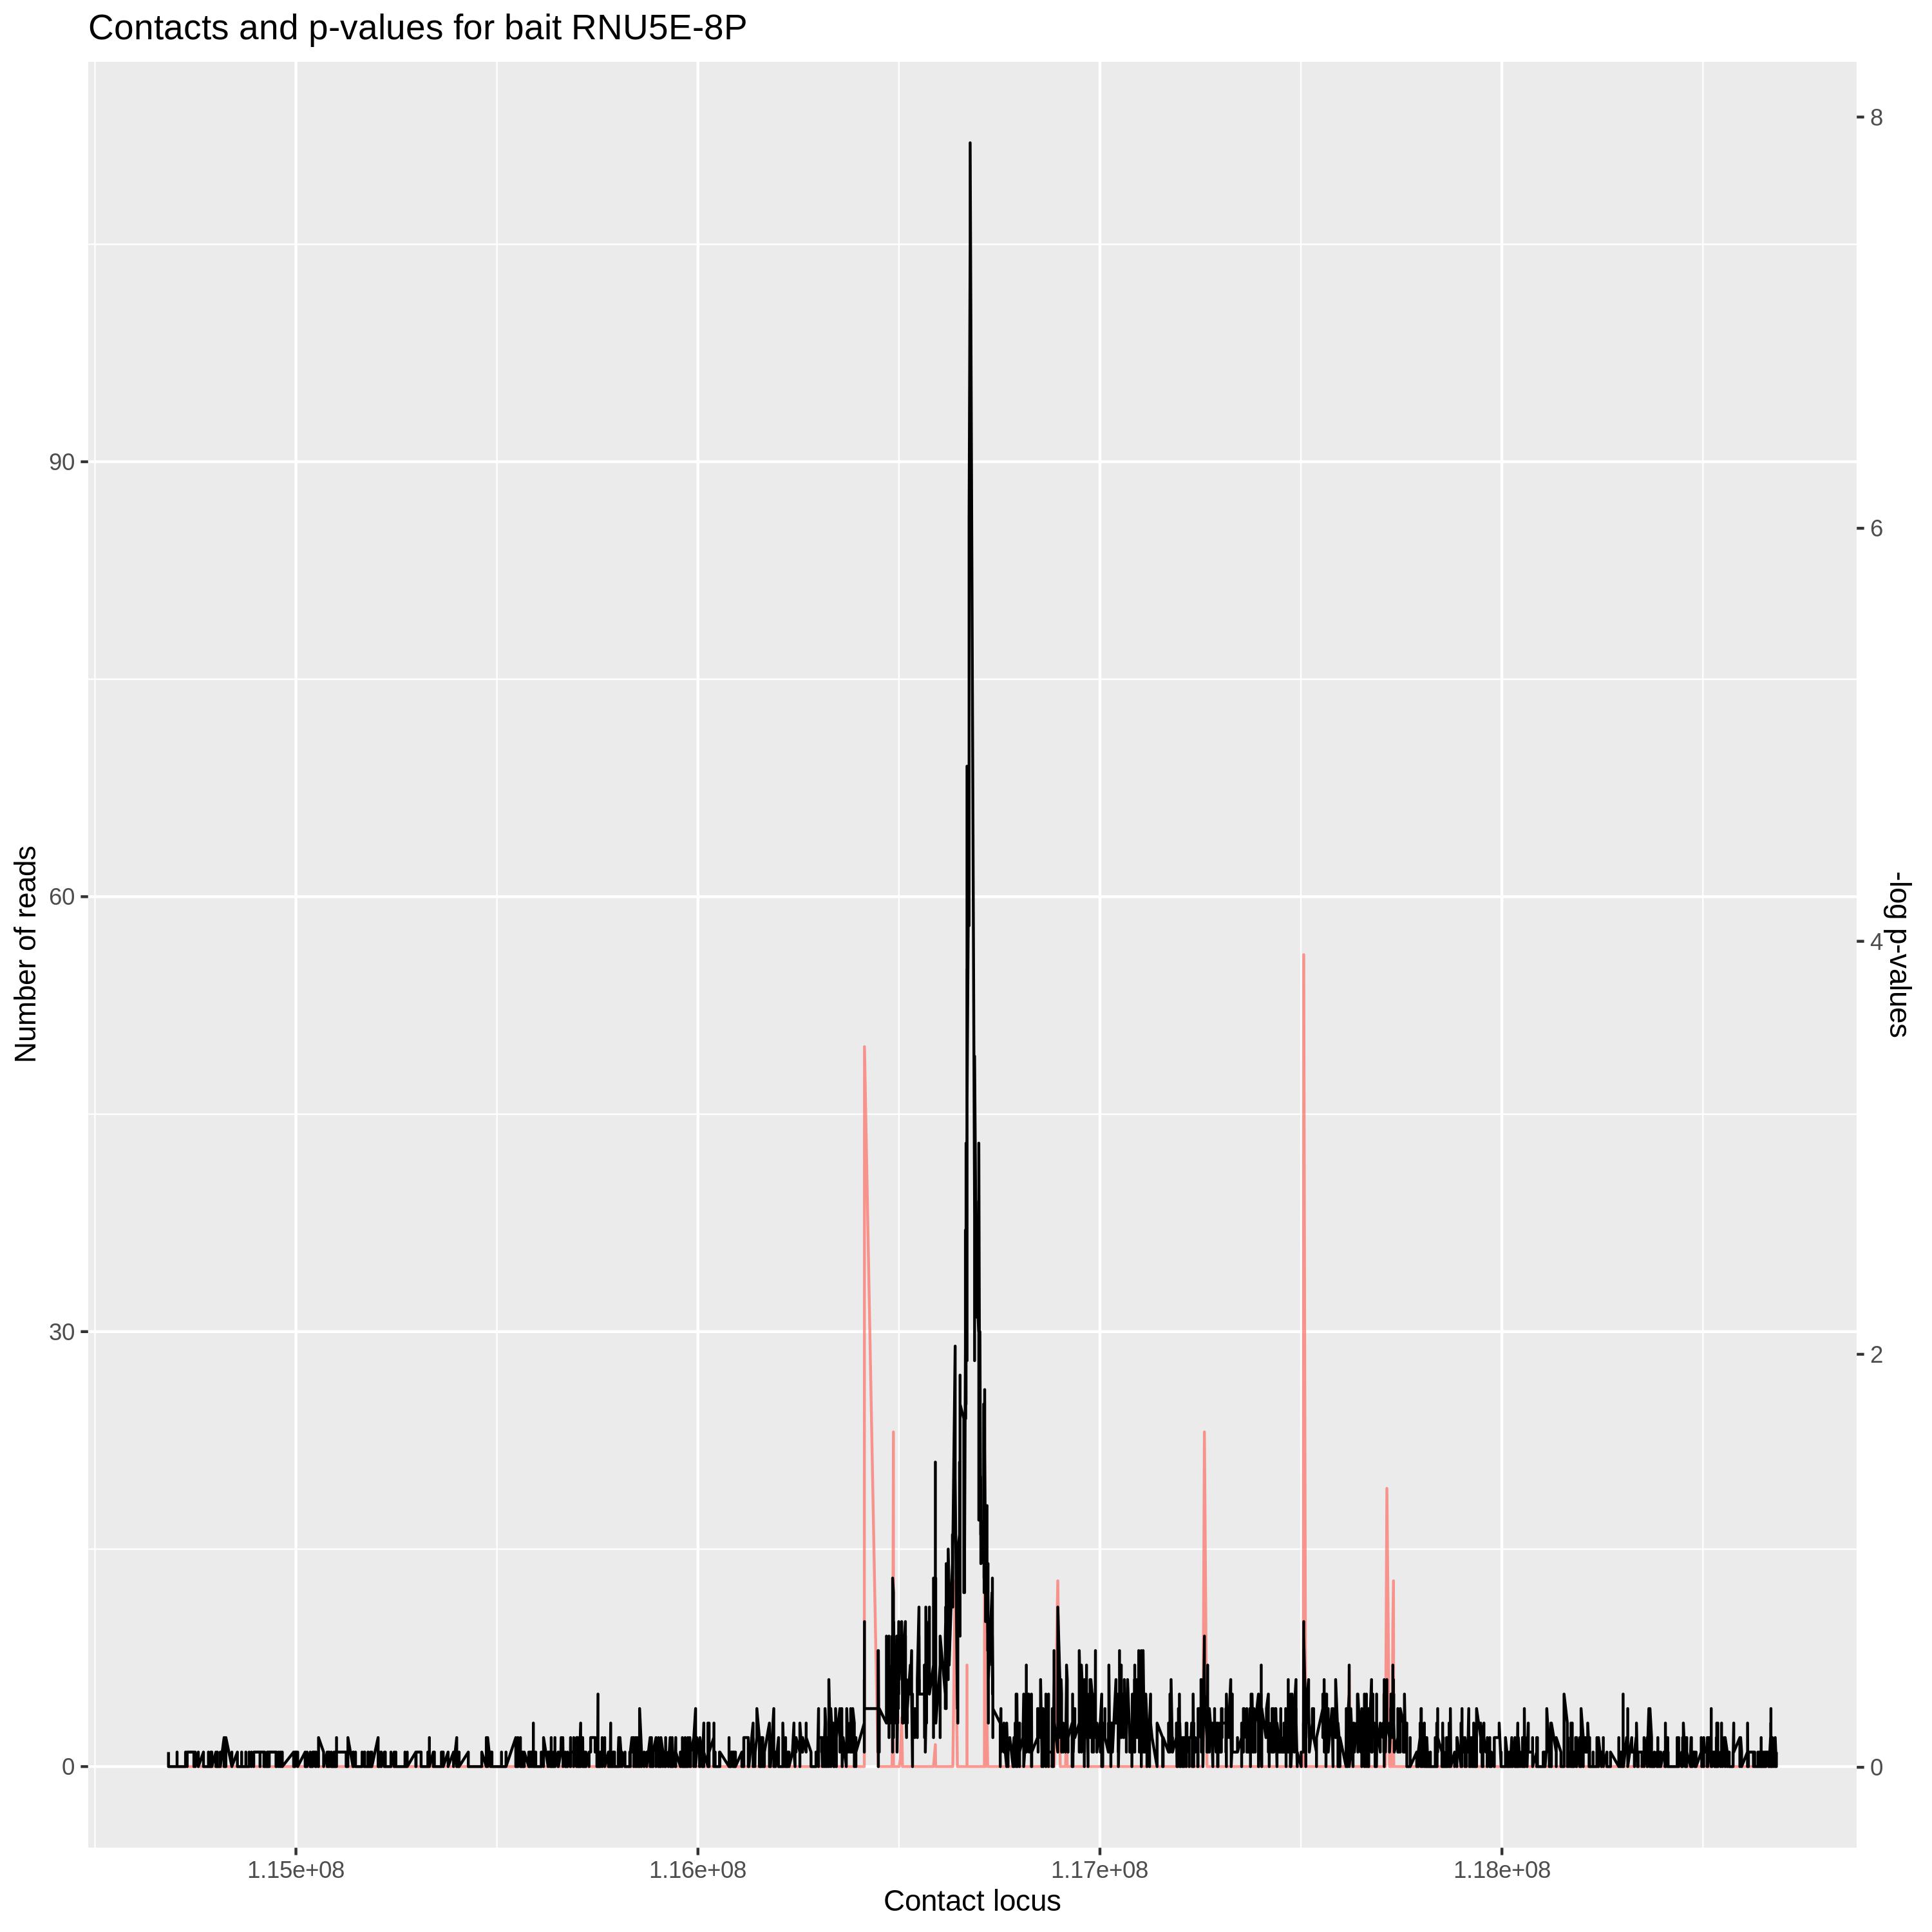 Contacts and p-values for bait RNU5E-8P
Number of reads
90
60
30
0
8
6
4
2
0
-log p-values
1.15e+08
1.16e+08
1.17e+08
1.18e+08
Contact locus